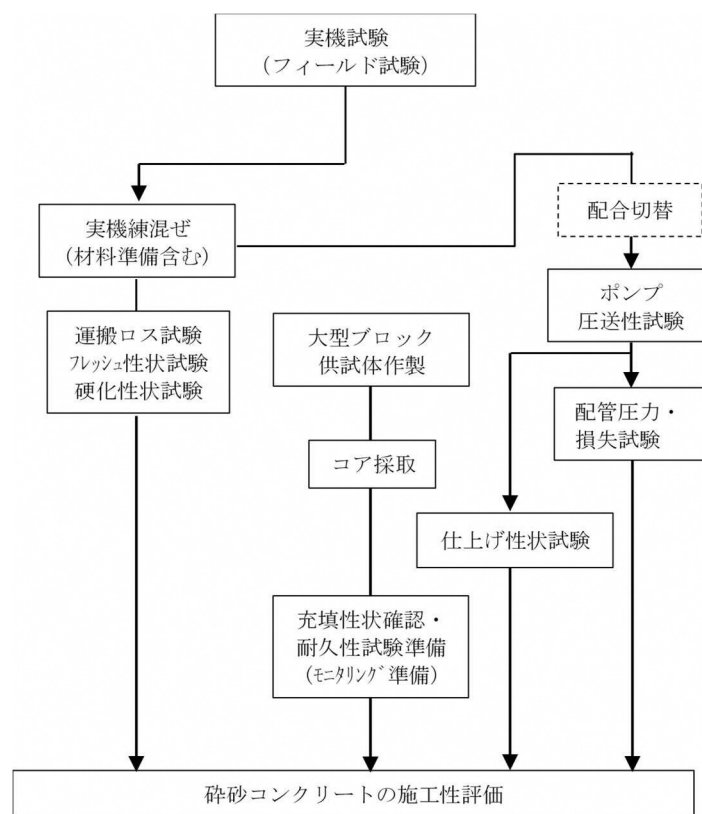 実機試験
(フィールド試験)
実機練混ぜ
(材料準備含む)
配合切替
ポンプ
圧送性試験
運搬ロス試験
ﾌﾚｯｼｭ性状試験
硬化性状試験
大型ブロック
供試体作製
配管圧力・
損失試験
コア採取
仕上げ性状試験
充填性状確認・
耐久性試験準備
(ﾓﾆﾀﾘﾝｸﾞ準備)
砕砂コンクリートの施工性評価